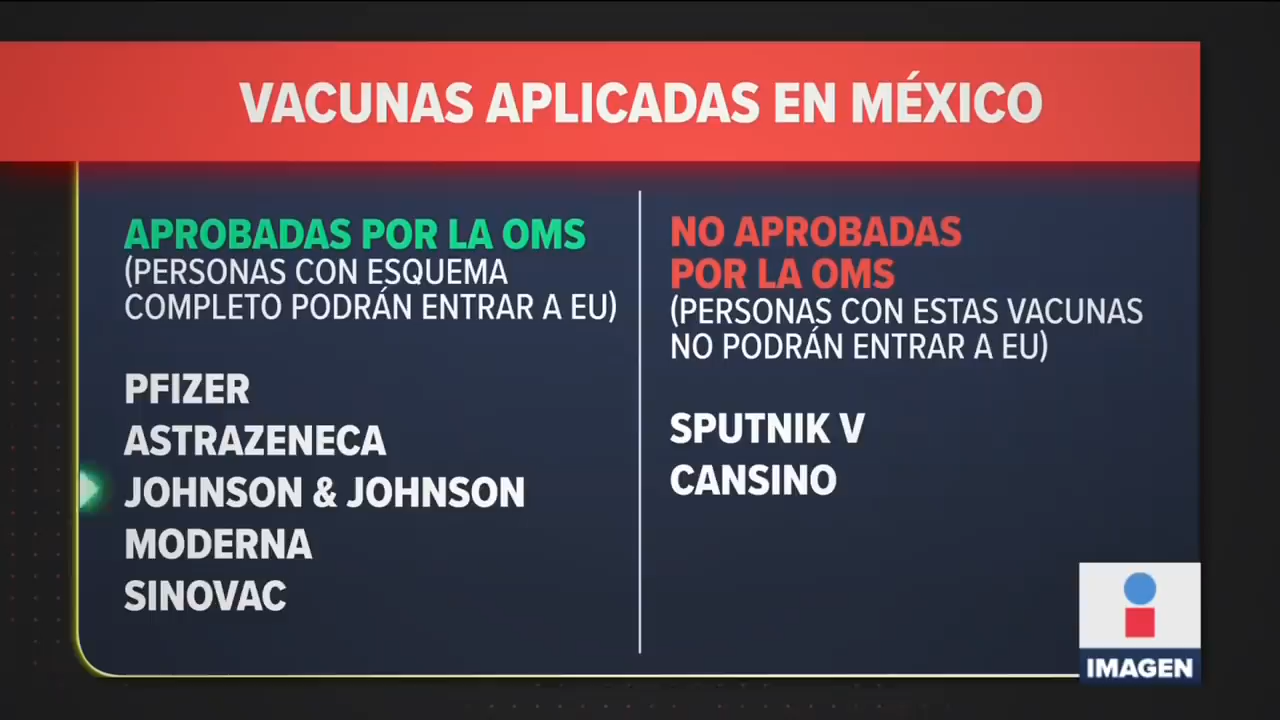 VACUNAS APLICADAS EN MÉXICO
APROBADAS POR LA OMS
(PERSONAS CON ESQUEMA
COMPLETO PODRÁN ENTRAR A EU)
PFIZER
ASTRAZENECA
JOHNSON & JOHNSON
MODERNA
SINOVAC
NO APROBADAS
POR LA OMS
(PERSONAS CON ESTAS VACUNAS
NO PODRÁN ENTRAR A EU)
SPUTNIK V
CANSINO
IMAGEN